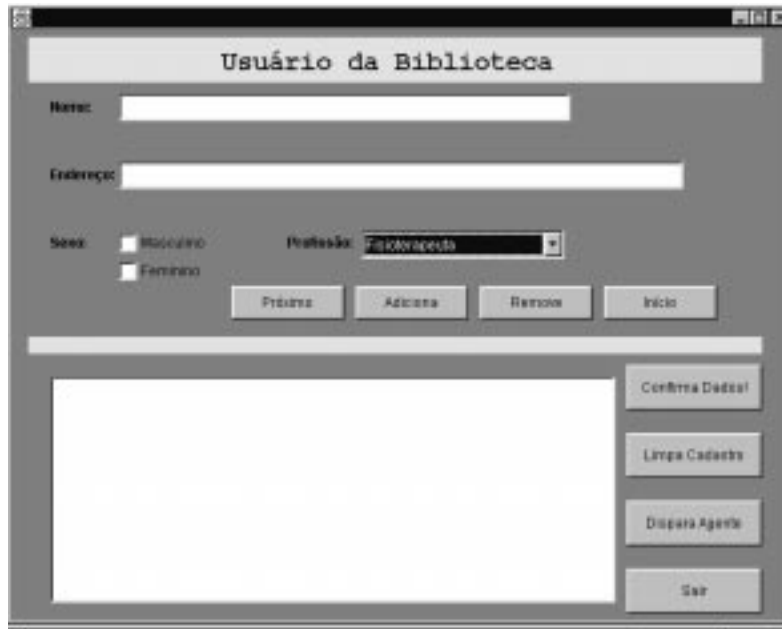 Usuário da Biblioteca
Nome:
Endereço:
Sexo: Masculino Profissão: Fisioterapeuta
Feminino
Próximo Adiciona Remove Início
Confirma Dados!
Limpa Cadastro
Dispara Agente
Sair